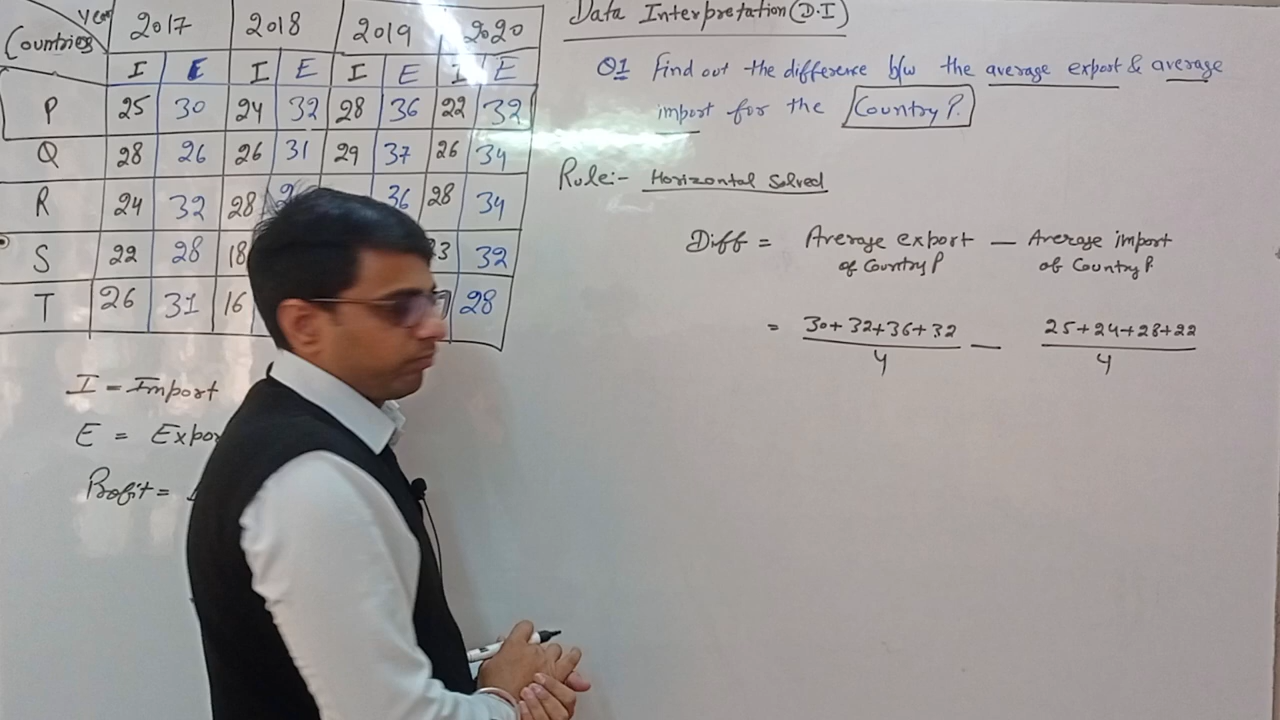 Year
Countries 2017 2018 2019 2020
I E I E I E I E
P 25 30 24 32 28 36 22 32
Q 28 26 26 31 29 37 26 34
R 24 32 28 36 28 34
S 22 28 18 32
T 26 31 16 28
I = Import
E =
Profit =
Data Interpretation (D.I)
Q1 Find out the difference b/w the average export & average
import for the Country P.
Rule:- Horizontal Solved
Diff = Average export — Average import
of Country P of Country P.
= 30+32+36+32 — 25+24+28+22
4 4